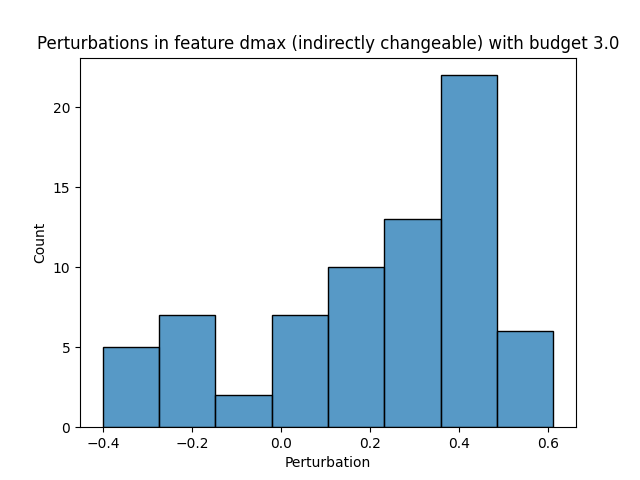 Perturbations in feature dmax (indirectly changeable) with budget 3.0
20
15
10
5
0
Count
−0.4 −0.2 0.0 0.2 0.4 0.6
Perturbation